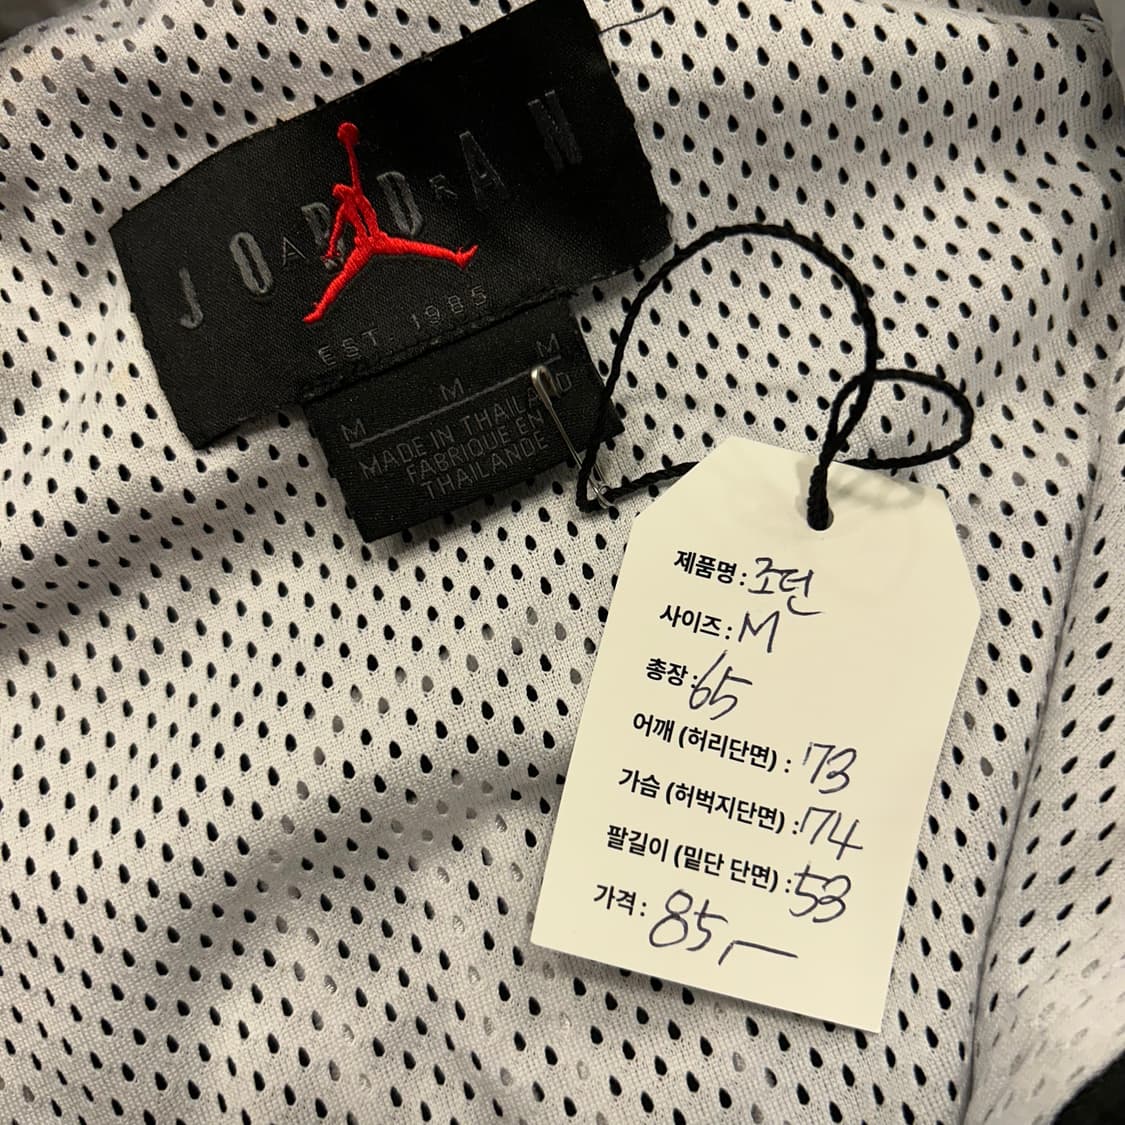 JORDAN
AIR
EST. 1985
M M M
MADE IN THAILAND
FABRIQUE EN
THAILANDE
제품명 : 조던
사이즈 : M
총장 : 65
어깨 (허리단면) : 73
가슴 (허벅지단면) : 74
팔길이 (밑단 단면) : 53
가격 : 85,—